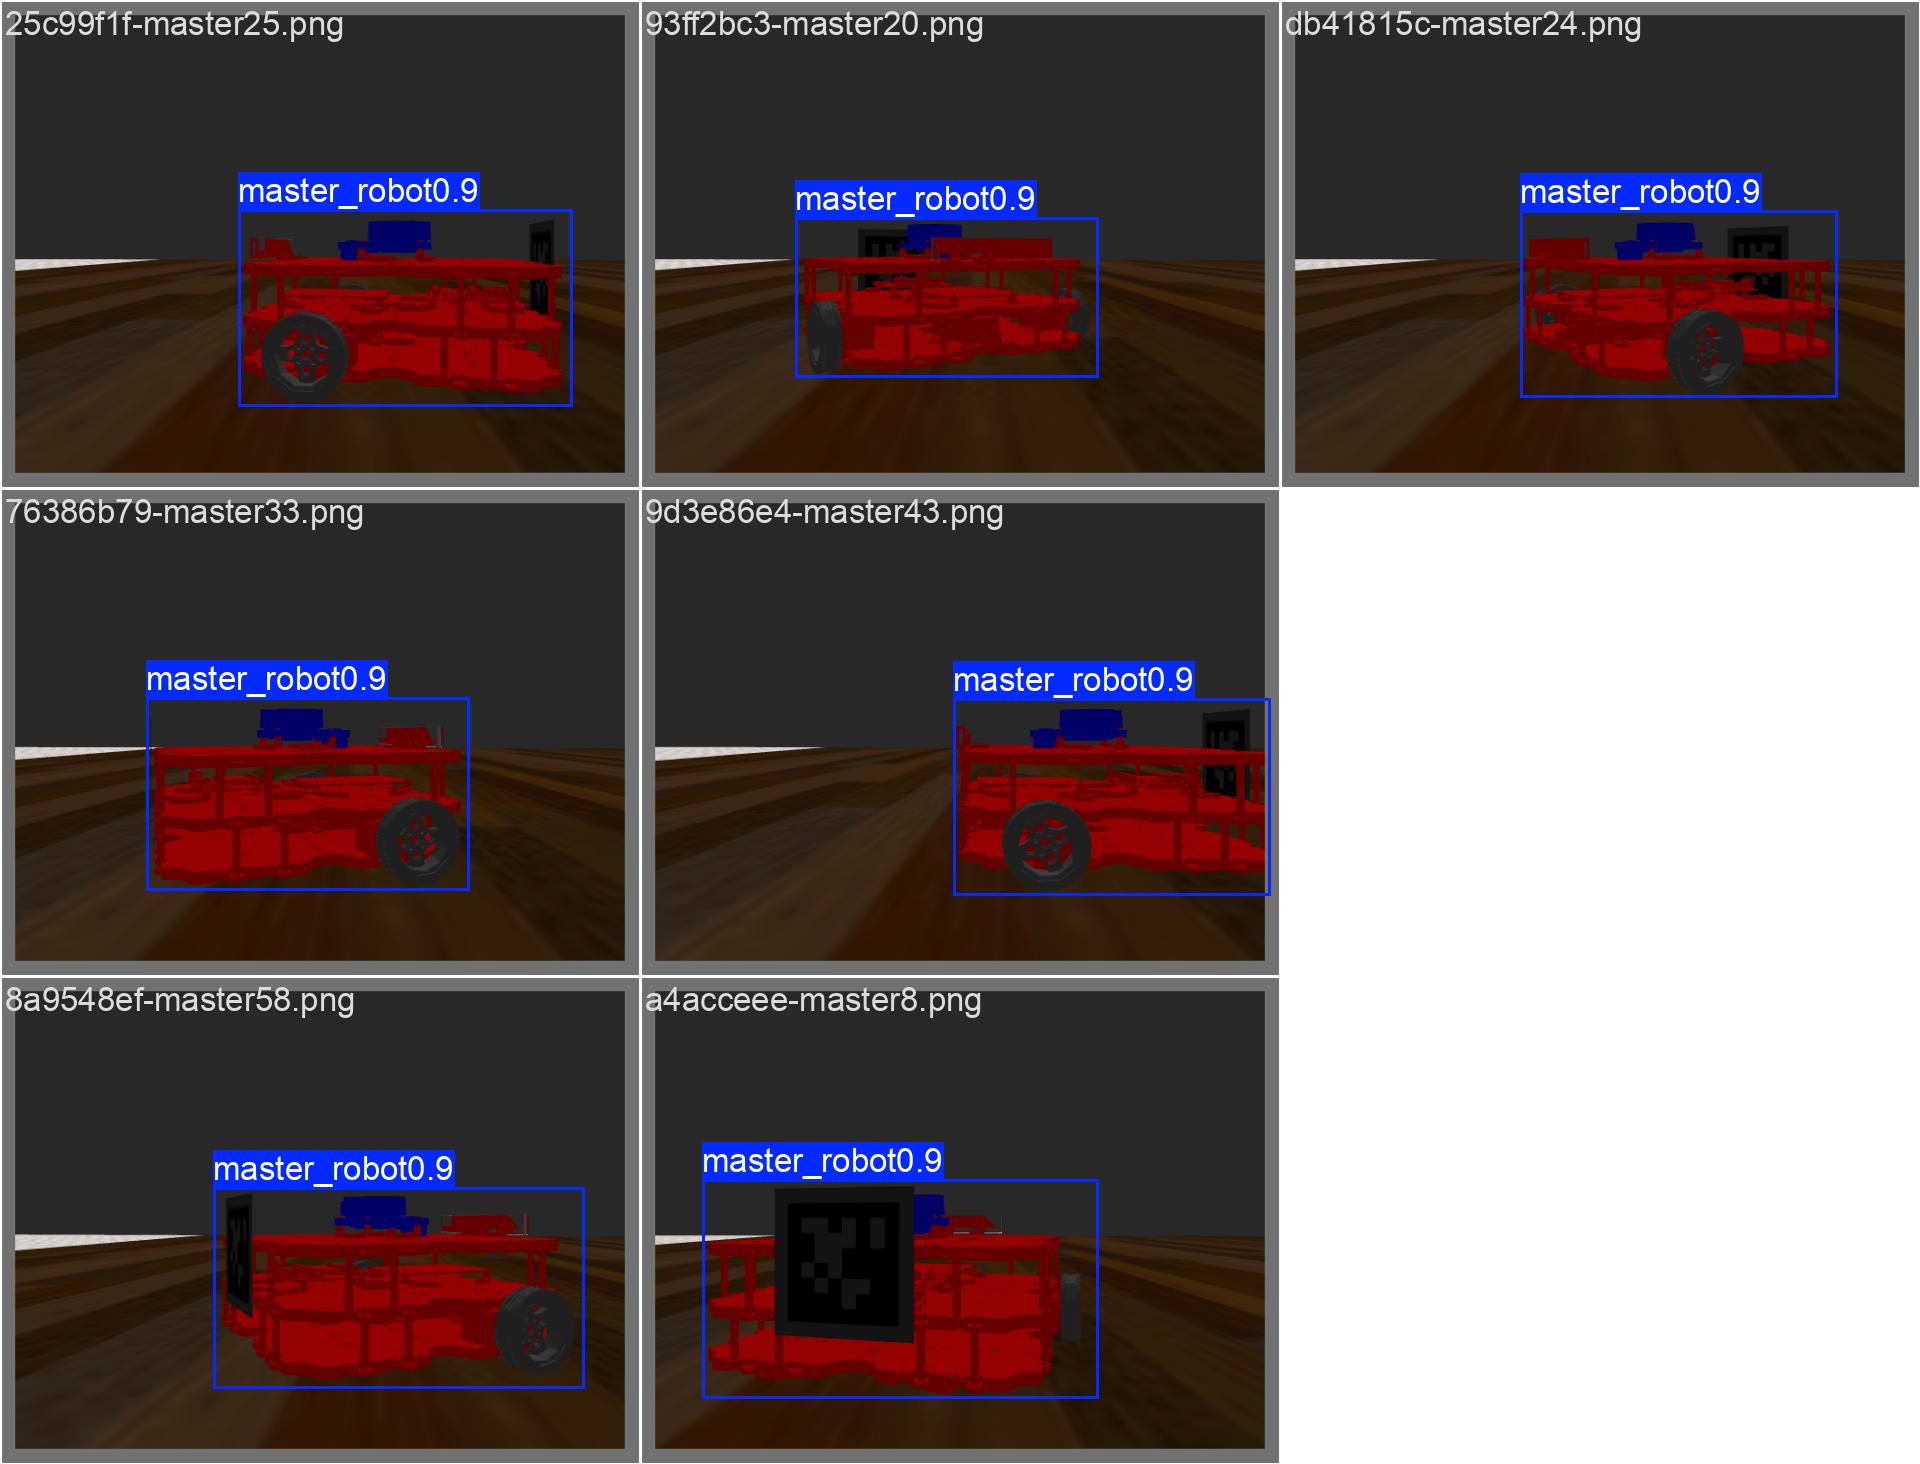 25c99f1f-master25.png
master_robot0.9
93ff2bc3-master20.png
master_robot0.9
db41815c-master24.png
master_robot0.9
76386b79-master33.png
master_robot0.9
9d3e86e4-master43.png
master_robot0.9
8a9548ef-master58.png
master_robot0.9
a4acceee-master8.png
master_robot0.9